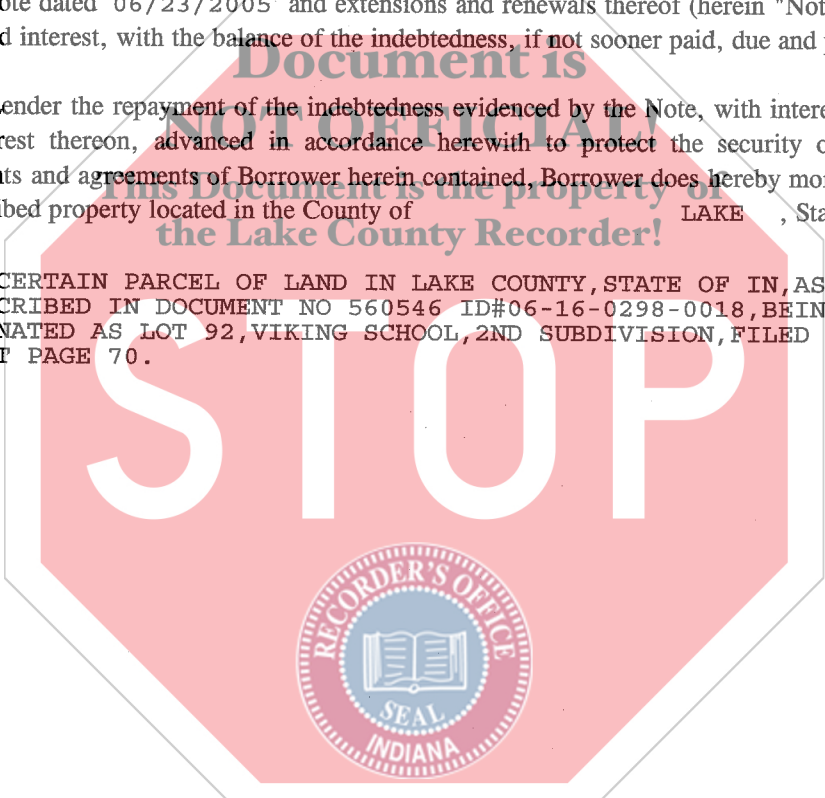 ote dated 06/23/2005 and extensions and renewals thereof (herein "Not
d interest, with the balance of the indebtedness, if not sooner paid, due and
Document is
ender the repayment of the indebtedness evidenced by the Note, with intere
NOT OFFICIAL!
rest thereon, advanced in accordance herewith to protect the security o
nts and agreements of Borrower herein contained, Borrower does hereby mor
This Document is the property of
ibed property located in the County of LAKE , Sta
the Lake County Recorder!
CERTAIN PARCEL OF LAND IN LAKE COUNTY,STATE OF IN,AS
CRIBED IN DOCUMENT NO 560546 ID#06-16-0298-0018,BEIN
NATED AS LOT 92,VIKING SCHOOL,2ND SUBDIVISION,FILED
T PAGE 70.
STOP
RECORDER'S OFFICE
SEAL
INDIANA